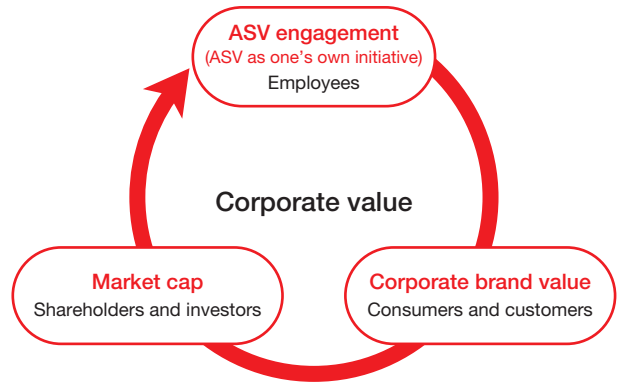 ASV engagement
(ASV as one’s own initiative)
Employees
Corporate value
Market cap
Shareholders and investors
Corporate brand value
Consumers and customers